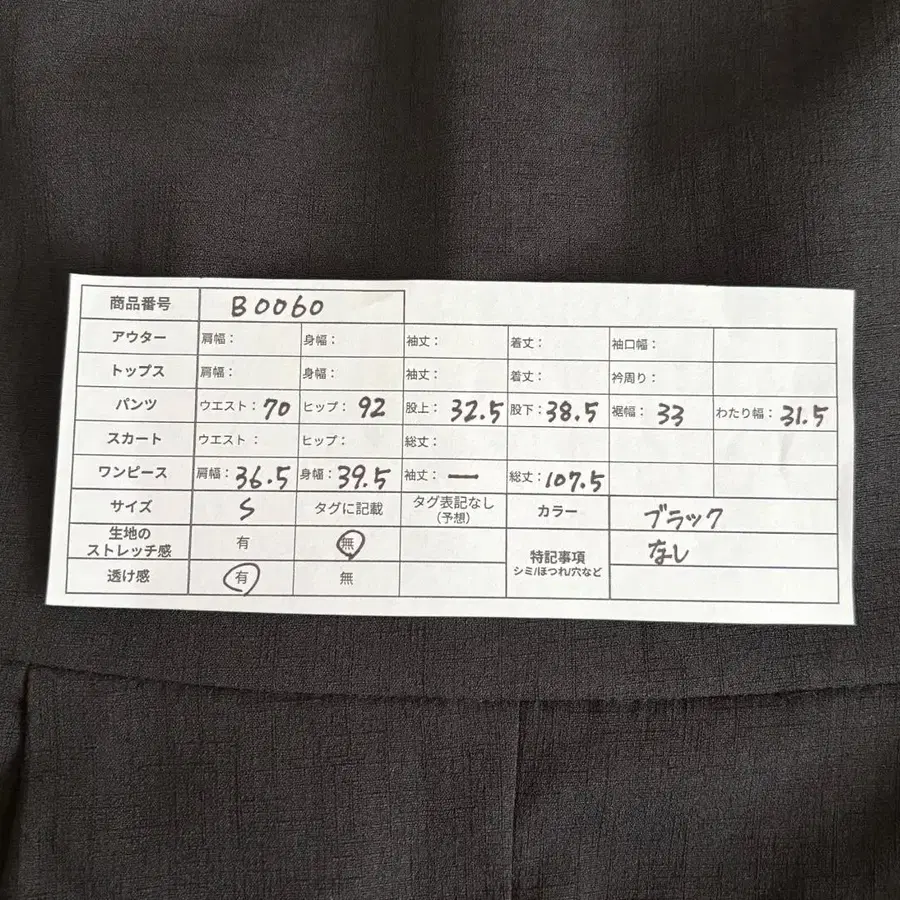 商品番号 B0060
アウター 肩幅： 身幅： 袖丈： 着丈： 袖口幅：
トップス 肩幅： 身幅： 袖丈： 着丈： 衿周り：
パンツ ウエスト：70 ヒップ：92 股上：32.5 股下：38.5 裾幅：33 わたり幅：31.5
スカート ウエスト： ヒップ： 総丈：
ワンピース 肩幅：36.5 身幅：39.5 袖丈：ー 総丈：107.5
サイズ S タグに記載 タグ表記なし（予想） カラー ブラック
生地のストレッチ感 有 無 特記事項 シミ/ほつれ/穴など なし
透け感 有 無